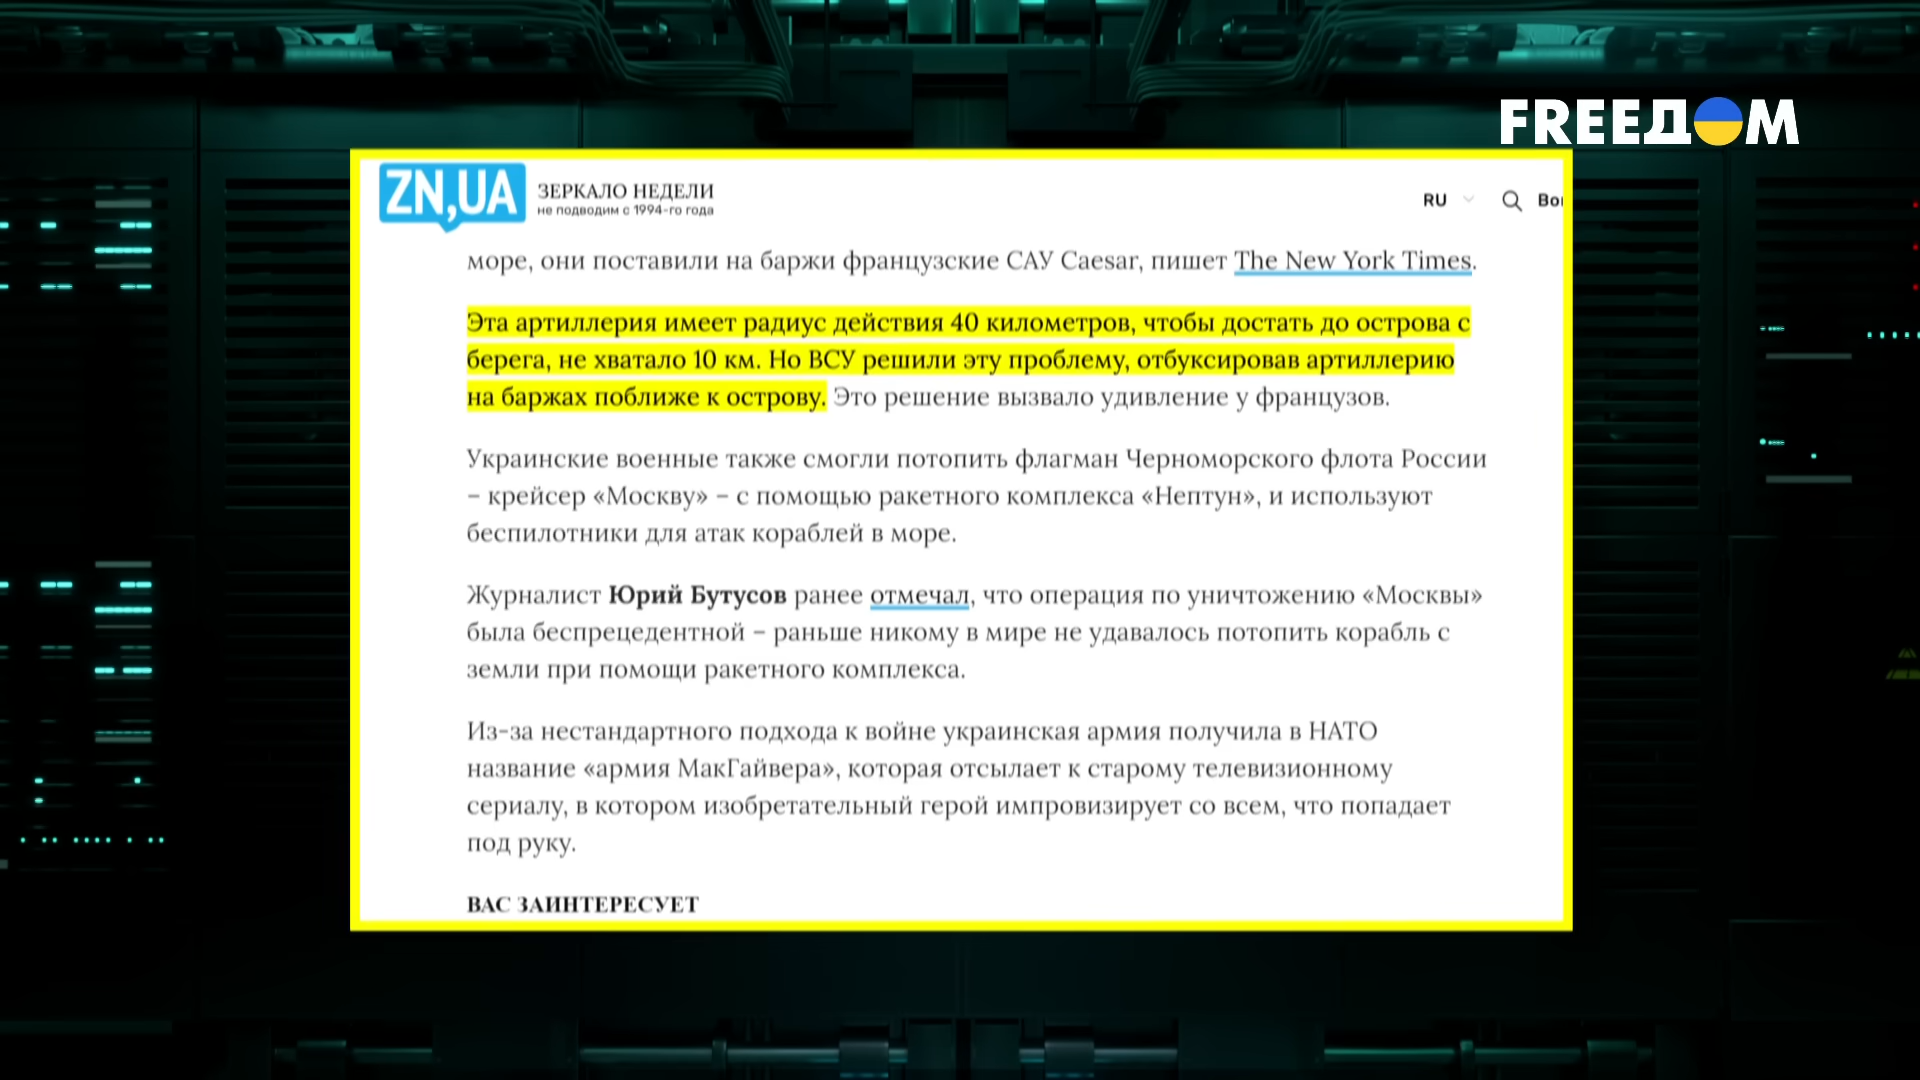 FREEДOM
ZN,UA
ЗЕРКАЛО НЕДЕЛИ
не подводим с 1994-го года
RU
море, они поставили на баржи французские САУ Caesar, пишет The New York Times.
Эта артиллерия имеет радиус действия 40 километров, чтобы достать до острова с
берега, не хватало 10 км. Но ВСУ решили эту проблему, отбуксировав артиллерию
на баржах поближе к острову. Это решение вызвало удивление у французов.
Украинские военные также смогли потопить флагман Черноморского флота России
– крейсер «Москву» – с помощью ракетного комплекса «Нептун», и используют
беспилотники для атак кораблей в море.
Журналист Юрий Бутусов ранее отмечал, что операция по уничтожению «Москвы»
была беспрецедентной – раньше никому в мире не удавалось потопить корабль с
земли при помощи ракетного комплекса.
Из-за нестандартного подхода к войне украинская армия получила в НАТО
название «армия МакГайвера», которая отсылает к старому телевизионному
сериалу, в котором изобретательный герой импровизирует со всем, что попадает
под руку.
ВАС ЗАИНТЕРЕСУЕТ